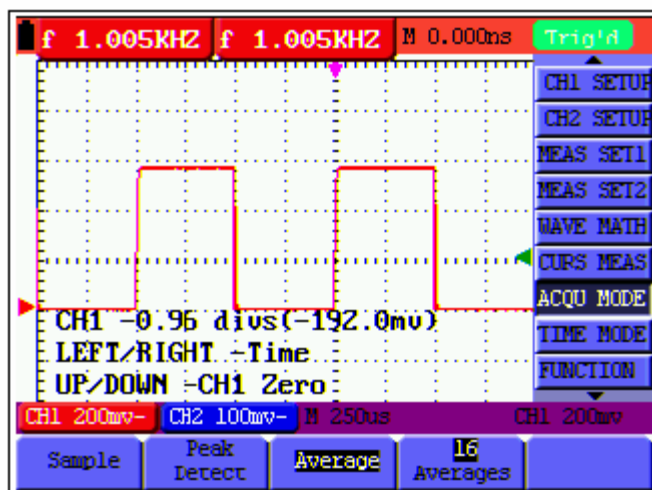 f 1.005KHZ f 1.005KHZ M 0.000ns Trig'd
CH1 SETUP
CH2 SETUP
MEAS SET1
MEAS SET2
WAVE MATH
CURS MEAS
ACQU MODE
TIME MODE
FUNCTION
CH1 -0.96 divs(-192.0mv)
LEFT/RIGHT -Time
UP/DOWN -CH1 Zero
CH1 200mv- CH2 100mv- M 250us CH1 200mv
Sample
Peak Detect
Average
16 Averages